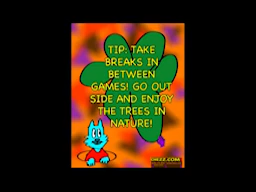 TIP: TAKE
BREAKS IN
BETWEEN
GAMES! GO OUT
SIDE AND ENJOY
THE TREES IN
NATURE!